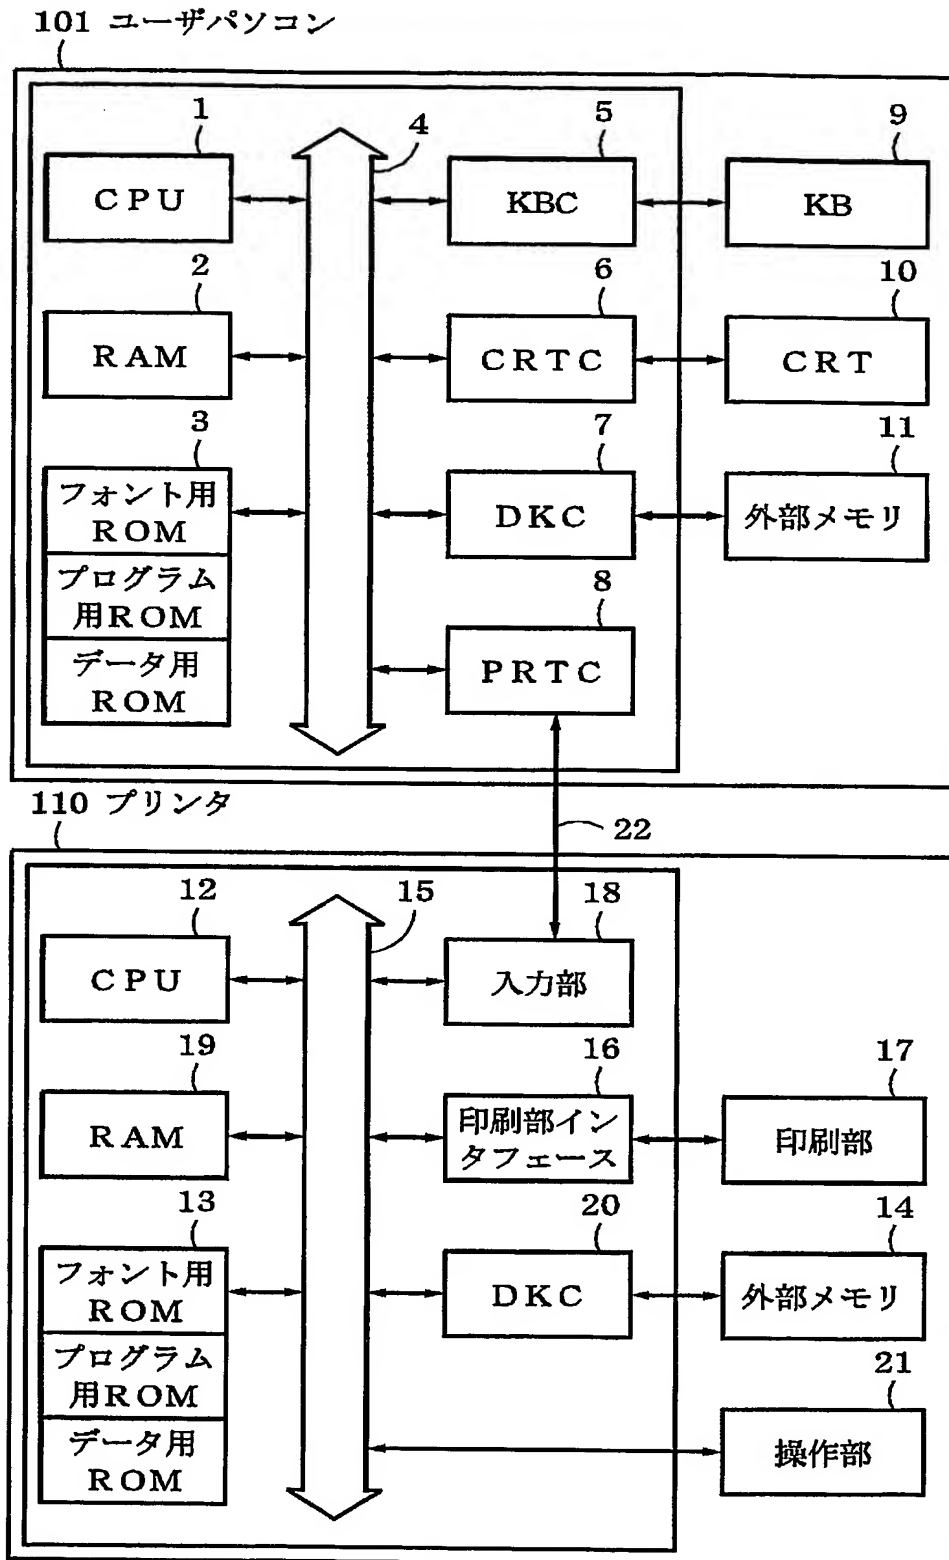 101 ユーザパソコン
1
4
5
9
CPU
KBC
KB
2
6
10
RAM
CRTC
CRT
3
7
11
フォント用
ROM
プログラム
用ROM
データ用
ROM
DKC
外部メモリ
8
PRTC
110 プリンタ
22
12
15
18
CPU
入力部
19
16
17
RAM
印刷部イン
タフェース
印刷部
13
20
14
フォント用
ROM
プログラム
用ROM
データ用
ROM
DKC
外部メモリ
21
操作部